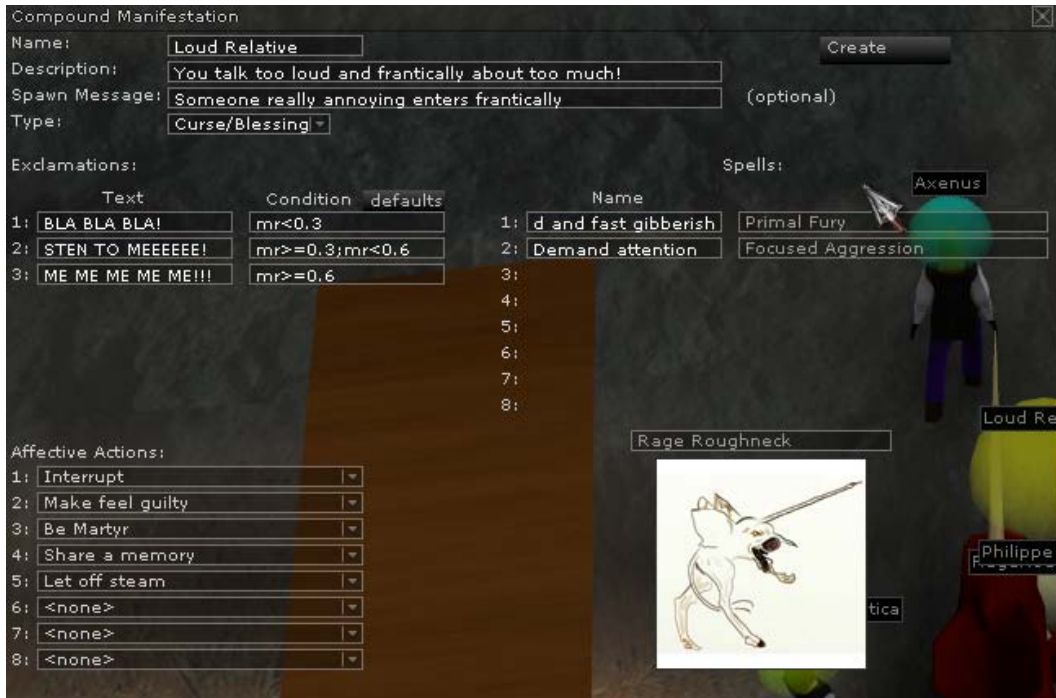 Compound Manifestation
Name: Loud Relative
Create
Description: You talk too loud and frantically about too much!
Spawn Message: Someone really annoying enters frantically (optional)
Type: Curse/Blessing
Exclamations:
Spells:
Axenus
Text Condition defaults
Name
1: BLA BLA BLA! mr<0.3
1: d and fast gibberish Primal Fury
2: STEN TO MEEEEEE! mr>=0.3;mr<0.6
2: Demand attention Focused Aggression
3: ME ME ME ME ME!!! mr>=0.6
3:
4:
5:
6:
7:
8:
Loud Re
Rage Roughneck
Affective Actions:
1: Interrupt
2: Make feel guilty
3: Be Martyr
4: Share a memory
Philippe
5: Let off steam
6: <none>
tica
7: <none>
8: <none>